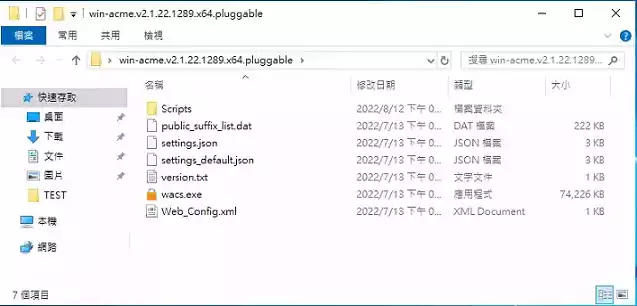 win-acme.v2.1.22.1289.x64.pluggable
檔案 常用 共用 檢視
win-acme.v2.1.22.1289.x64.pluggable 搜尋 win-acme.v2.1.22.1289...
名稱 修改日期 類型 大小
快速存取
桌面
下載
文件
圖片
TEST
本機
網路
Scripts 2022/8/12 下午 0... 檔案資料夾
public_suffix_list.dat 2022/7/13 下午 0... DAT 檔案 222 KB
settings.json 2022/7/13 下午 0... JSON 檔案 3 KB
settings_default.json 2022/7/13 下午 0... JSON 檔案 3 KB
version.txt 2022/7/13 下午 0... 文字文件 1 KB
wacs.exe 2022/7/13 下午 0... 應用程式 74,226 KB
Web_Config.xml 2022/7/13 下午 0... XML Document 1 KB
7 個項目